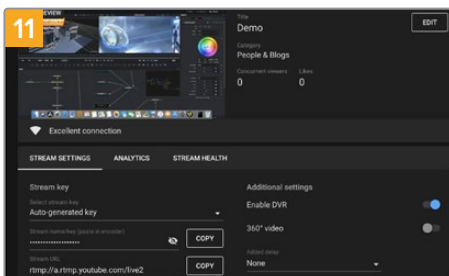 11
PREVIEW
Title
Demo
EDIT
Category
People & Blogs
Concurrent viewers Likes
0 0
Excellent connection
STREAM SETTINGS ANALYTICS STREAM HEALTH
Stream key Additional settings
Select stream key
Auto-generated key
Enable DVR
Stream name/key (paste in encoder)
COPY
360° video
Stream URL
rtmp://a.rtmp.youtube.com/live2
COPY
Added delay
None